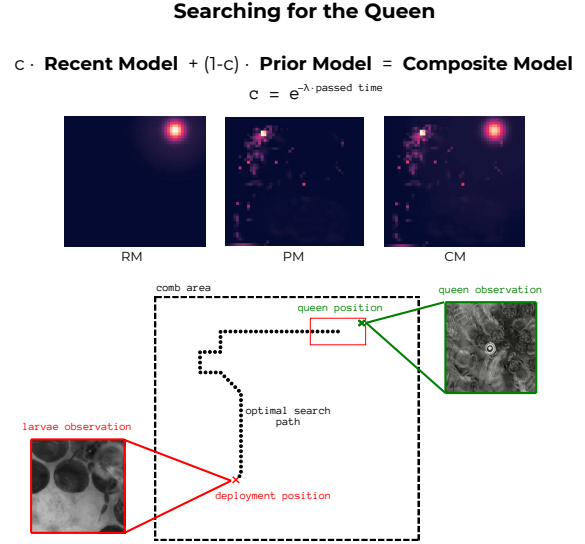 Searching for the Queen
c · Recent Model + (1-c) · Prior Model = Composite Model
c = e^-λ·passed time
RM
PM
CM
comb area
queen observation
queen position
optimal search
path
larvae observation
deployment position